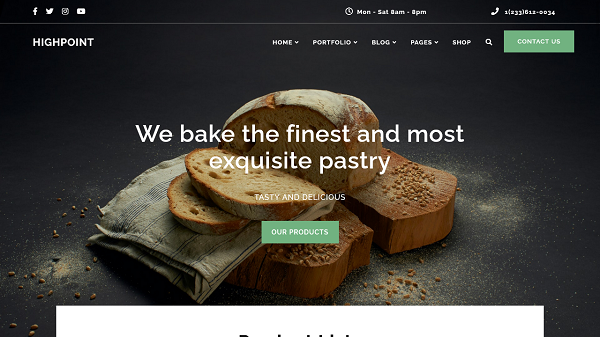 Mon - Sat 8am - 8pm
1(233)612-0034
HIGHPOINT
HOME
PORTFOLIO
BLOG
PAGES
SHOP
CONTACT US
We bake the finest and most
exquisite pastry
TASTY AND DELICIOUS
OUR PRODUCTS